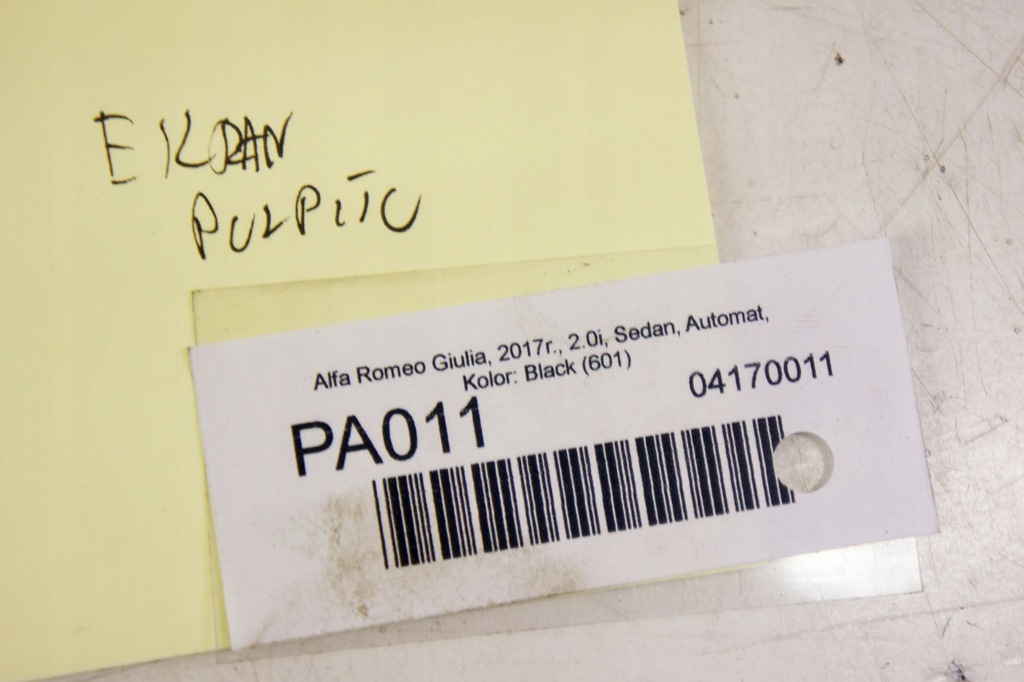 EKRAN
PULPITU
Alfa Romeo Giulia, 2017r., 2.0i, Sedan, Automat,
Kolor: Black (601)
PA011
04170011